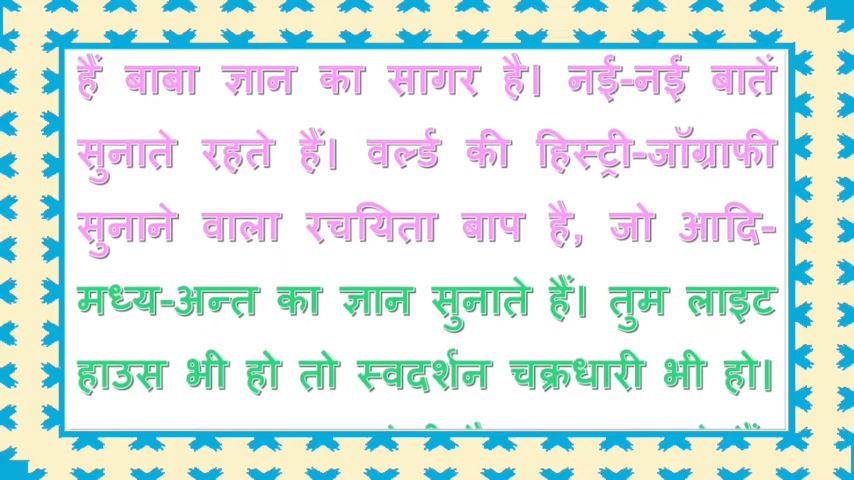 हैं बाबा ज्ञान का सागर है। नई-नई बातें
सुनाते रहते हैं। वर्ल्ड की हिस्ट्री-जॉग्राफी
सुनाने वाला रचयिता बाप है, जो आदि-
मध्य-अन्त का ज्ञान सुनाते हैं। तुम लाइट
हाउस भी हो तो स्वदर्शन चक्रधारी भी हो।